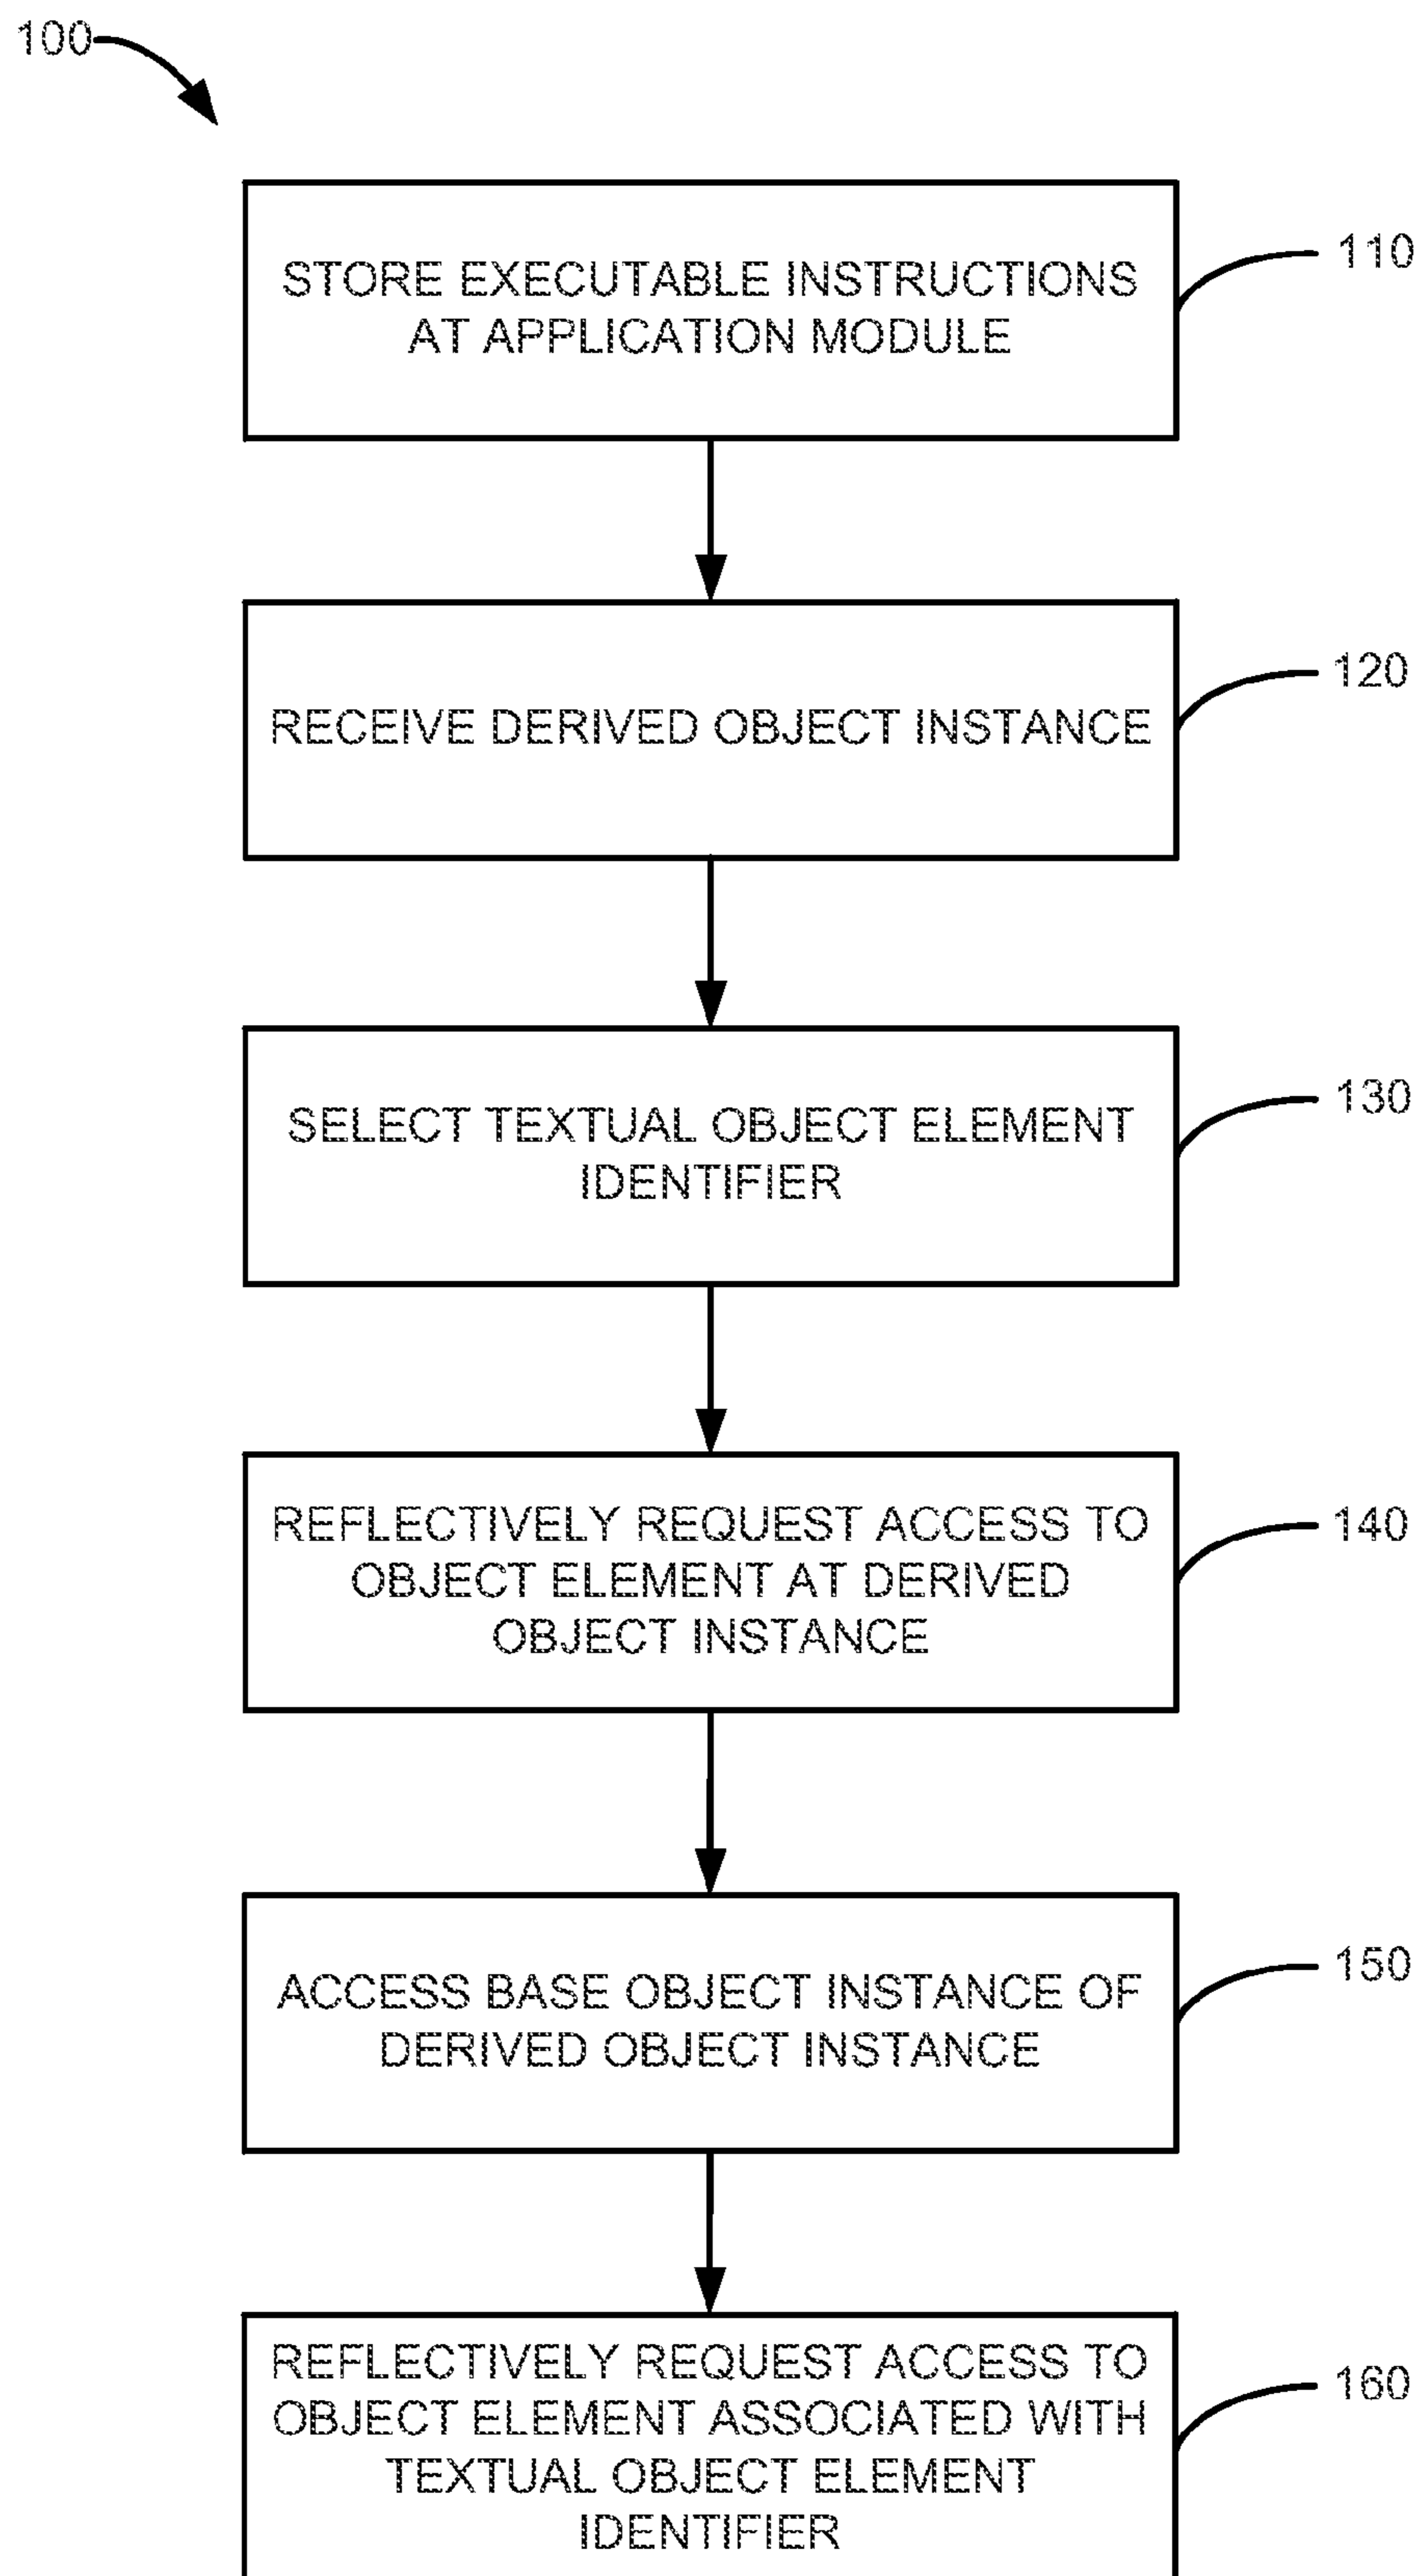 100
STORE EXECUTABLE INSTRUCTIONS
AT APPLICATION MODULE
110
RECEIVE DERIVED OBJECT INSTANCE
120
SELECT TEXTUAL OBJECT ELEMENT
IDENTIFIER
130
REFLECTIVELY REQUEST ACCESS TO
OBJECT ELEMENT AT DERIVED
OBJECT INSTANCE
140
ACCESS BASE OBJECT INSTANCE OF
DERIVED OBJECT INSTANCE
150
REFLECTIVELY REQUEST ACCESS TO
OBJECT ELEMENT ASSOCIATED WITH
TEXTUAL OBJECT ELEMENT
IDENTIFIER
160